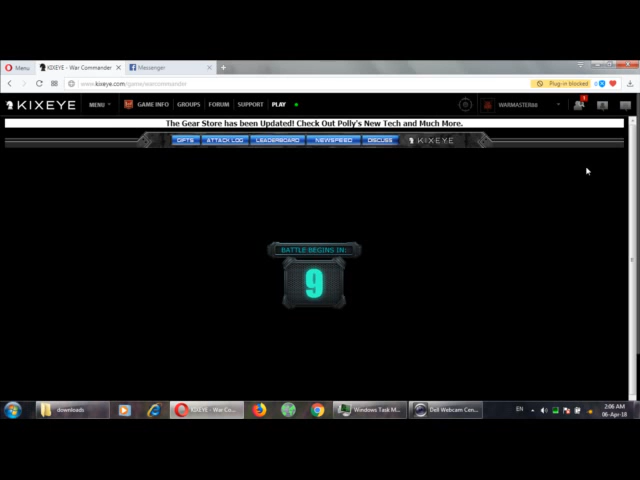 Menu KIXEYE - War Commander Messenger
www.kixeye.com/game/warcommander Plug-in blocked
KIXEYE MENU GAME INFO GROUPS FORUM SUPPORT PLAY WARMASTER88
The Gear Store has been Updated! Check Out Polly's New Tech and Much More.
GIFTS ATTACK LOG LEADERBOARD NEWSFEED DISCUSS KIXEYE
BATTLE BEGINS IN:
9
downloads KIXEYE - War Co... Windows Task M... Dell Webcam Cen... EN 2:06 AM
06-Apr-18